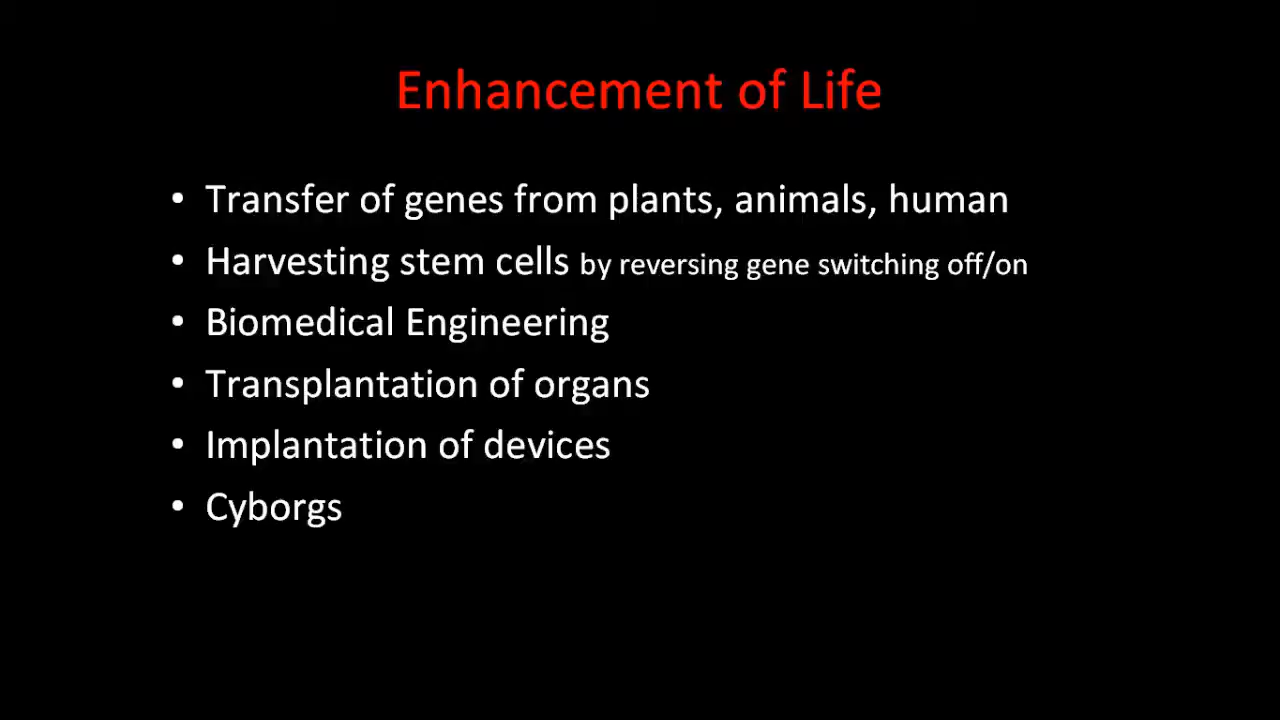 Enhancement of Life
• Transfer of genes from plants, animals, human
• Harvesting stem cells by reversing gene switching off/on
• Biomedical Engineering
• Transplantation of organs
• Implantation of devices
• Cyborgs